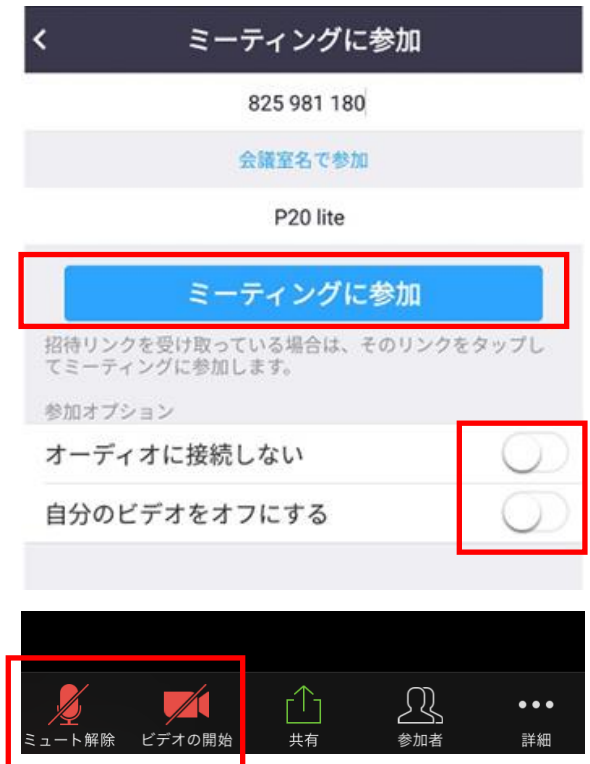 ミーティングに参加
825 981 180
会議室名で参加
P20 lite
ミーティングに参加
招待リンクを受け取っている場合は、そのリンクをタップし
てミーティングに参加します。
参加オプション
オーディオに接続しない
自分のビデオをオフにする
ミュート解除 ビデオの開始 共有 参加者 詳細